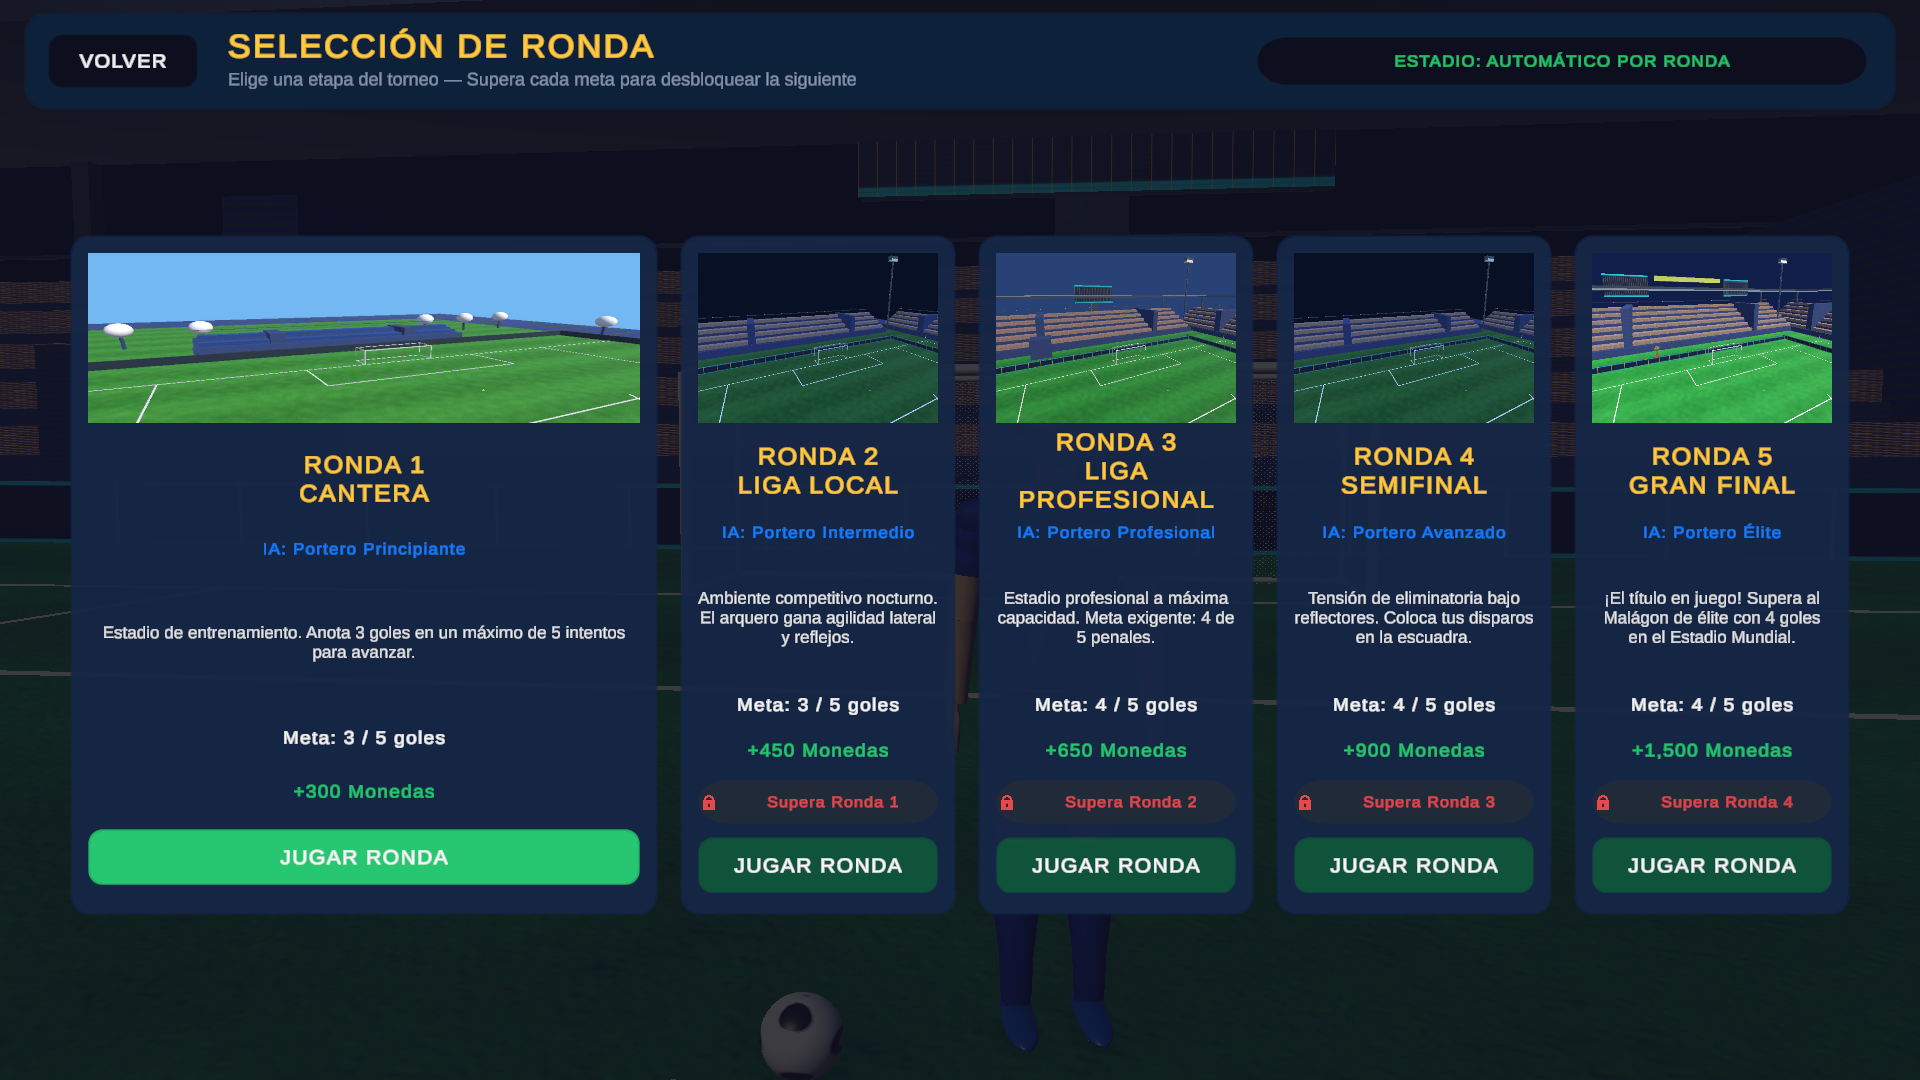 VOLVER
SELECCIÓN DE RONDA
Elige una etapa del torneo — Supera cada meta para desbloquear la siguiente
ESTADIO: AUTOMÁTICO POR RONDA
RONDA 1
CANTERA
IA: Portero Principiante
Estadio de entrenamiento. Anota 3 goles en un máximo de 5 intentos
para avanzar.
Meta: 3 / 5 goles
+300 Monedas
JUGAR RONDA
RONDA 2
LIGA LOCAL
IA: Portero Intermedio
Ambiente competitivo nocturno.
El arquero gana agilidad lateral
y reflejos.
Meta: 3 / 5 goles
+450 Monedas
Supera Ronda 1
JUGAR RONDA
RONDA 3
LIGA
PROFESIONAL
IA: Portero Profesional
Estadio profesional a máxima
capacidad. Meta exigente: 4 de
5 penales.
Meta: 4 / 5 goles
+650 Monedas
Supera Ronda 2
JUGAR RONDA
RONDA 4
SEMIFINAL
IA: Portero Avanzado
Tensión de eliminatoria bajo
reflectores. Coloca tus disparos
en la escuadra.
Meta: 4 / 5 goles
+900 Monedas
Supera Ronda 3
JUGAR RONDA
RONDA 5
GRAN FINAL
IA: Portero Élite
¡El título en juego! Supera al
Malágon de élite con 4 goles
en el Estadio Mundial.
Meta: 4 / 5 goles
+1,500 Monedas
Supera Ronda 4
JUGAR RONDA